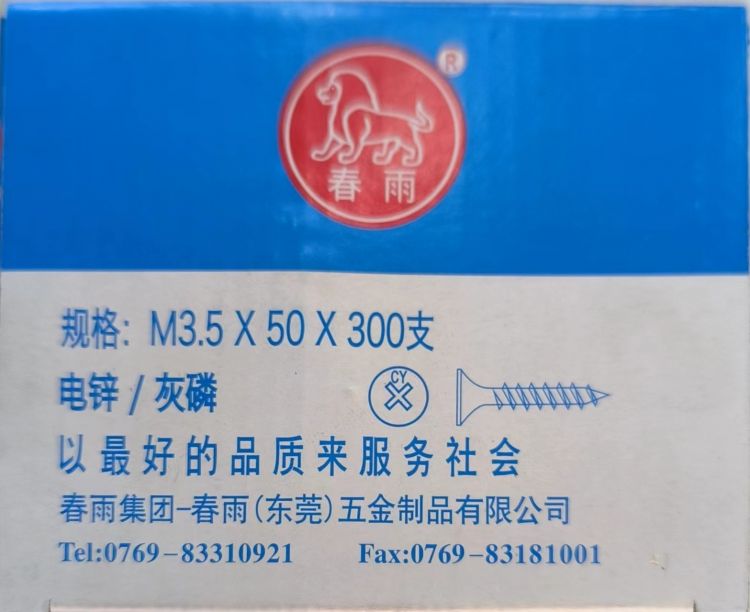 ®
春雨
规格: M3.5 X 50 X 300支
电锌 / 灰磷
CY
以最好的品质来服务社会
春雨集团-春雨(东莞)五金制品有限公司
Tel:0769-83310921 Fax:0769-83181001